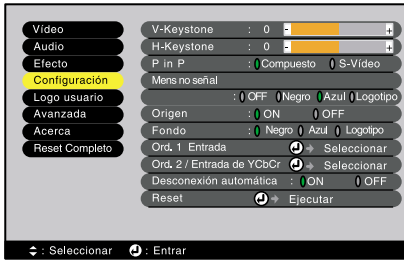 Vídeo
Audio
Efecto
Configuración
Logo usuario
Avanzada
Acerca
Reset Completo
V-Keystone : 0 - +
H-Keystone : 0 - +
P in P : Compuesto S-Vídeo
Mens no señal
: OFF Negro Azul Logotipo
Origen : ON OFF
Fondo : Negro Azul Logotipo
Ord. 1 Entrada Seleccionar
Ord. 2 / Entrada de YCbCr Seleccionar
Desconexión automática : ON OFF
Reset Ejecutar
: Seleccionar : Entrar